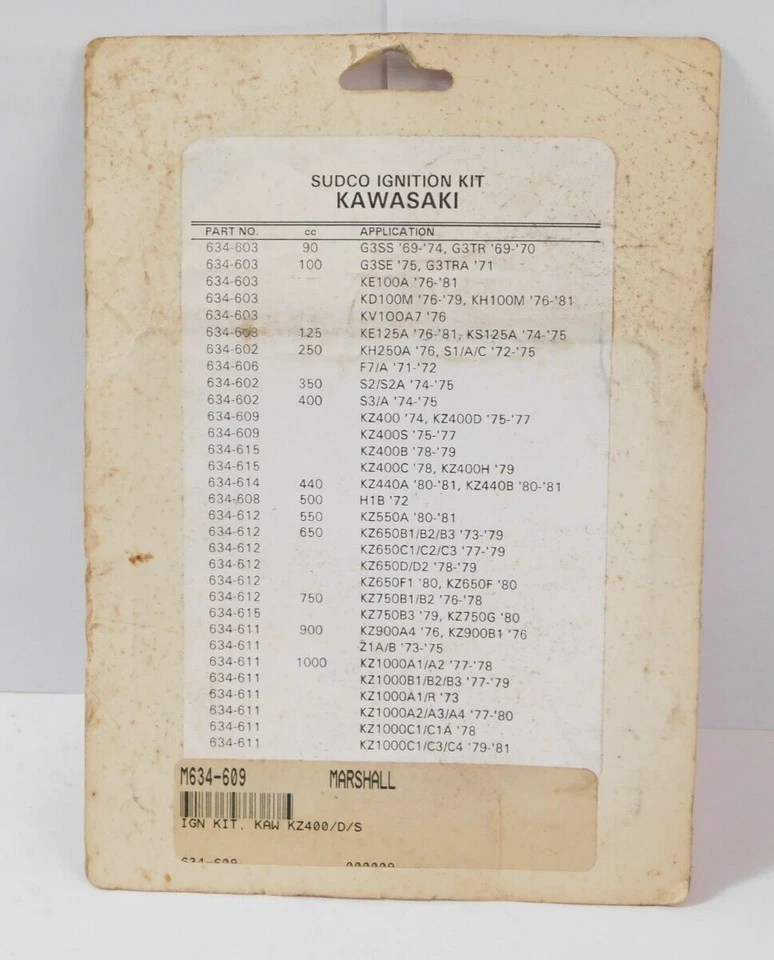 SUDCO IGNITION KIT
KAWASAKI
PART NO. cc APPLICATION
634-603 90 G3SS '69-'74, G3TR '69-'70
634-603 100 G3SE '75, G3TRA '71
634-603 KE100A '76-'81
634-603 KD100M '76-'79, KH100M '76-'81
634-603 KV100A7 '76
634-603 125 KE125A '76-'81, KS125A '74-'75
634-602 250 KH250A '76, S1/A/C '72-'75
634-606 F7/A '71-'72
634-602 350 S2/S2A '74-'75
634-602 400 S3/A '74-'75
634-609 KZ400 '74, KZ400D '75-'77
634-609 KZ400S '75-'77
634-615 KZ400B '78-'79
634-615 KZ400C '78, KZ400H '79
634-614 440 KZ440A '80-'81, KZ440B '80-'81
634-608 500 H1B '72
634-612 550 KZ550A '80-'81
634-612 650 KZ650B1/B2/B3 '73-'79
634-612 KZ650C1/C2/C3 '77-'79
634-612 KZ650D/D2 '78-'79
634-612 KZ650F1 '80, KZ650F '80
634-612 750 KZ750B1/B2 '76-'78
634-615 KZ750B3 '79, KZ750G '80
634-611 900 KZ900A4 '76, KZ900B1 '76
634-611 Z1A/B '73-'75
634-611 1000 KZ1000A1/A2 '77-'78
634-611 KZ1000B1/B2/B3 '77-'79
634-611 KZ1000A1/R '73
634-611 KZ1000A2/A3/A4 '77-'80
634-611 KZ1000C1/C1A '78
634-611 KZ1000C1/C3/C4 '79-'81
M634-609 MARSHALL
IGN KIT, KAW KZ400/D/S
634-609 000009